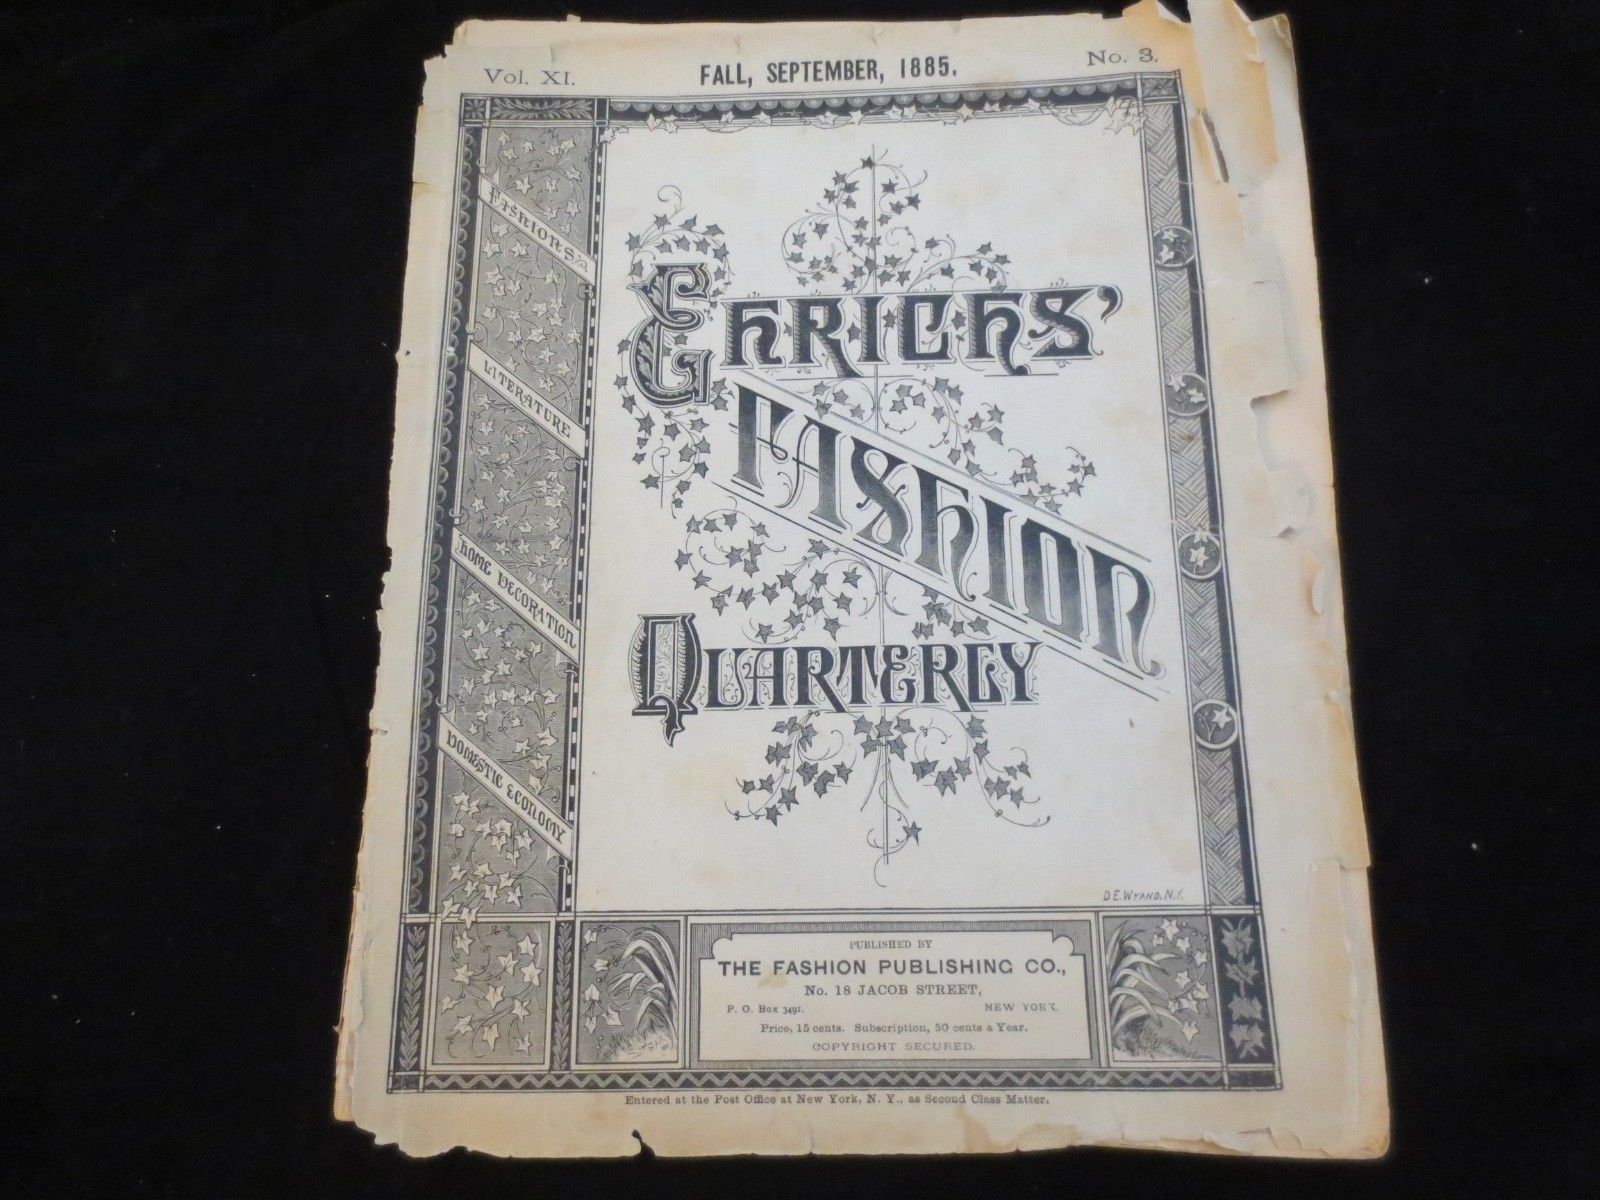 Vol. XI.
FALL, SEPTEMBER, 1885.
No. 3.
FASHIONS
LITERATURE
HOME DECORATION
DOMESTIC ECONOMY
EHRICHS'
FASHION
QUARTERLY
D E. WYAND, N.Y.
PUBLISHED BY
THE FASHION PUBLISHING CO.,
No. 18 JACOB STREET,
P. O. Box 3491. NEW YORK.
Price, 15 cents. Subscription, 50 cents a Year.
COPYRIGHT SECURED.
Entered at the Post Office at New York, N. Y., as Second Class Matter.